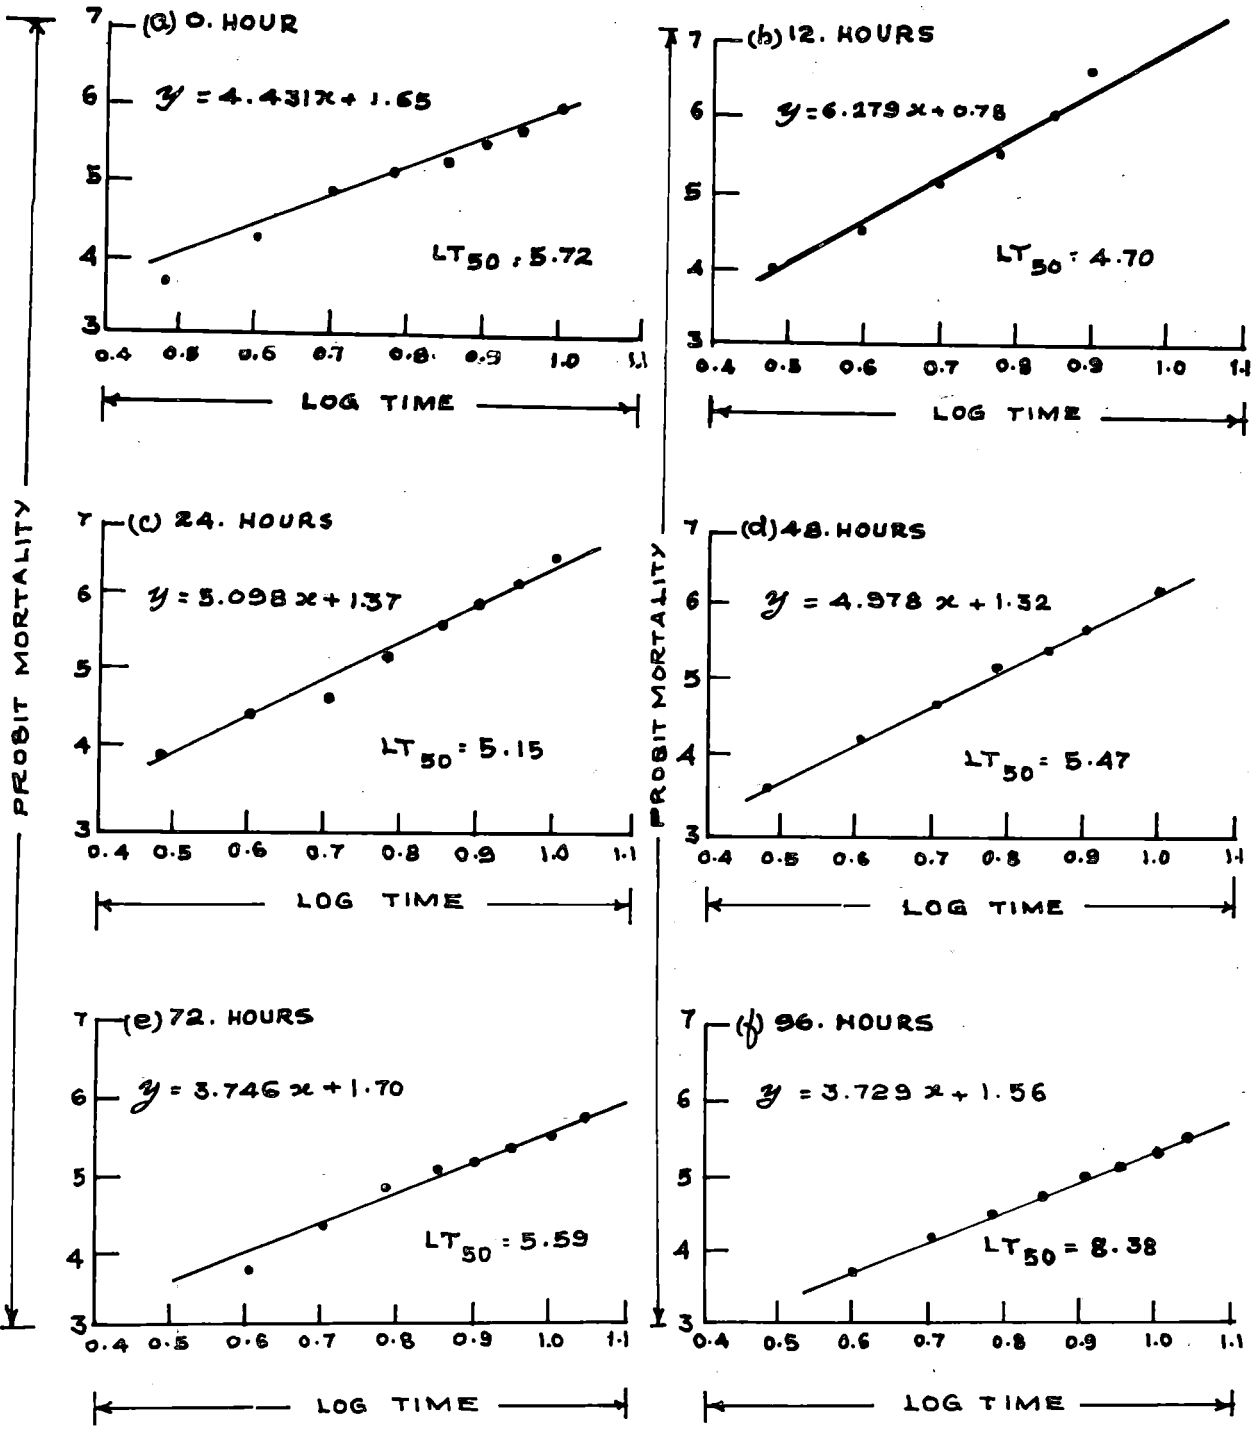 PROBIT MORTALITY
(a) 0. HOUR
y = 4.431x + 1.65
LT50 : 5.72
7
6
5
4
3
0.4 0.5 0.6 0.7 0.8. 0.9 1.0 1.1
LOG TIME
PROBIT MORTALITY
(b) 12. HOURS
y = 6.279x + 0.78
LT50 : 4.70
7
6
5
4
3
0.4 0.5 0.6 0.7 0.8 0.9 1.0 1.1
LOG TIME
(c) 24. HOURS
y = 5.098x + 1.37
LT50 = 5.15
7
6
5
4
3
0.4 0.5 0.6 0.7 0.8 0.9 1.0 1.1
LOG TIME
(d) 48. HOURS
y = 4.978x + 1.32
LT50 = 5.47
7
6
5
4
3
0.4 0.5 0.6 0.7 0.8 0.9 1.0 1.1
LOG TIME
(e) 72. HOURS
y = 3.746x + 1.70
LT50 = 5.59
7
6
5
4
3
0.4 0.5 0.6 0.7 0.8 0.9 1.0 1.1
LOG TIME
(f) 96. HOURS
y = 3.729x + 1.56
LT50 = 8.38
7
6
5
4
3
0.4 0.5 0.6 0.7 0.8 0.9 1.0 1.1
LOG TIME